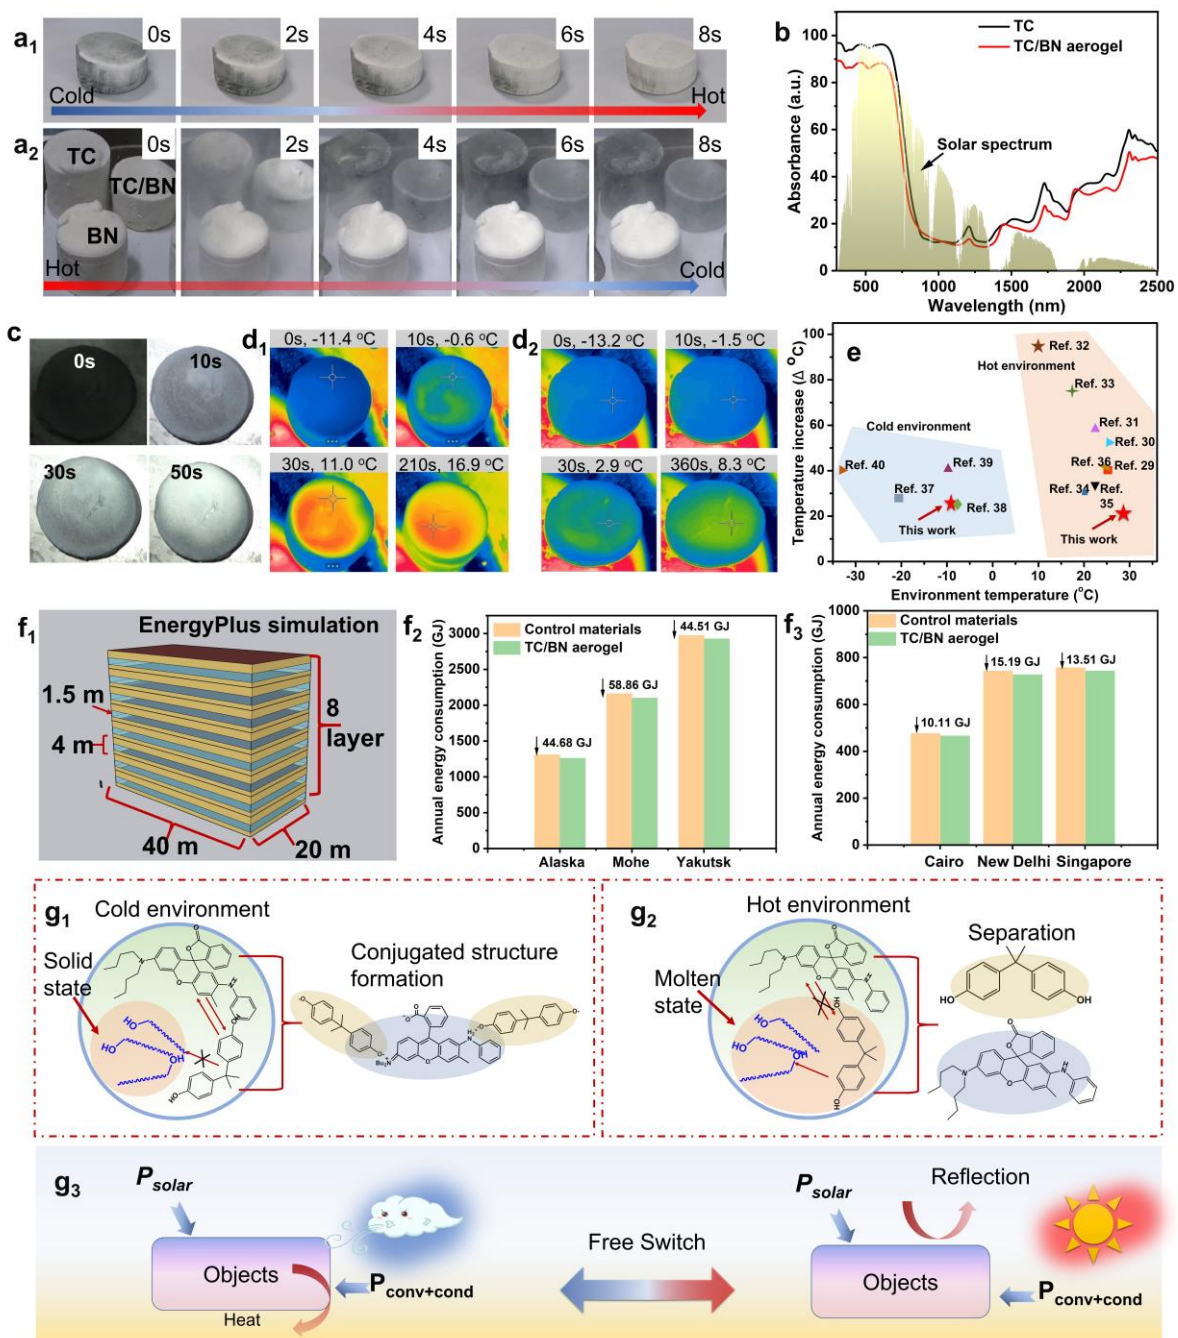 a1
0s
2s
4s
6s
8s
Cold
Hot
a2
0s
2s
4s
6s
8s
TC
TC/BN
BN
Hot
Cold
b
TC
TC/BN aerogel
Solar spectrum
Absorbance (a.u.)
100
80
60
40
20
0
500
1000
1500
2000
2500
Wavelength (nm)
c
0s
10s
30s
50s
d1
0s, -11.4 °C
10s, -0.6 °C
30s, 11.0 °C
210s, 16.9 °C
d2
0s, -13.2 °C
10s, -1.5 °C
30s, 2.9 °C
360s, 8.3 °C
e
Temperature increase (Δ °C)
100
80
60
40
20
0
Ref. 32
Hot environment
Ref. 33
Ref. 31
Ref. 30
Ref. 36
Ref. 29
Ref. 34
Ref.
35
This work
Cold environment
Ref. 40
Ref. 39
Ref. 37
Ref. 38
This work
-30
-20
-10
0
10
20
30
Environment temperature (°C)
f1
EnergyPlus simulation
1.5 m
4 m
8
layer
40 m
20 m
f2
Control materials
TC/BN aerogel
Annual energy consumption (GJ)
3000
2500
2000
1500
1000
500
0
44.68 GJ
58.86 GJ
44.51 GJ
Alaska
Mohe
Yakutsk
f3
Control materials
TC/BN aerogel
Annual energy consumption (GJ)
1000
800
600
400
200
0
10.11 GJ
15.19 GJ
13.51 GJ
Cairo
New Delhi
Singapore
g1
Cold environment
Solid
state
Conjugated structure
formation
HO
HO
OH
HO
g2
Hot environment
Molten
state
Separation
HO
HO
OH
HO
HO
OH
g3
Psolar
Objects
Heat
Pconv+cond
Free Switch
Psolar
Reflection
Objects
Pconv+cond